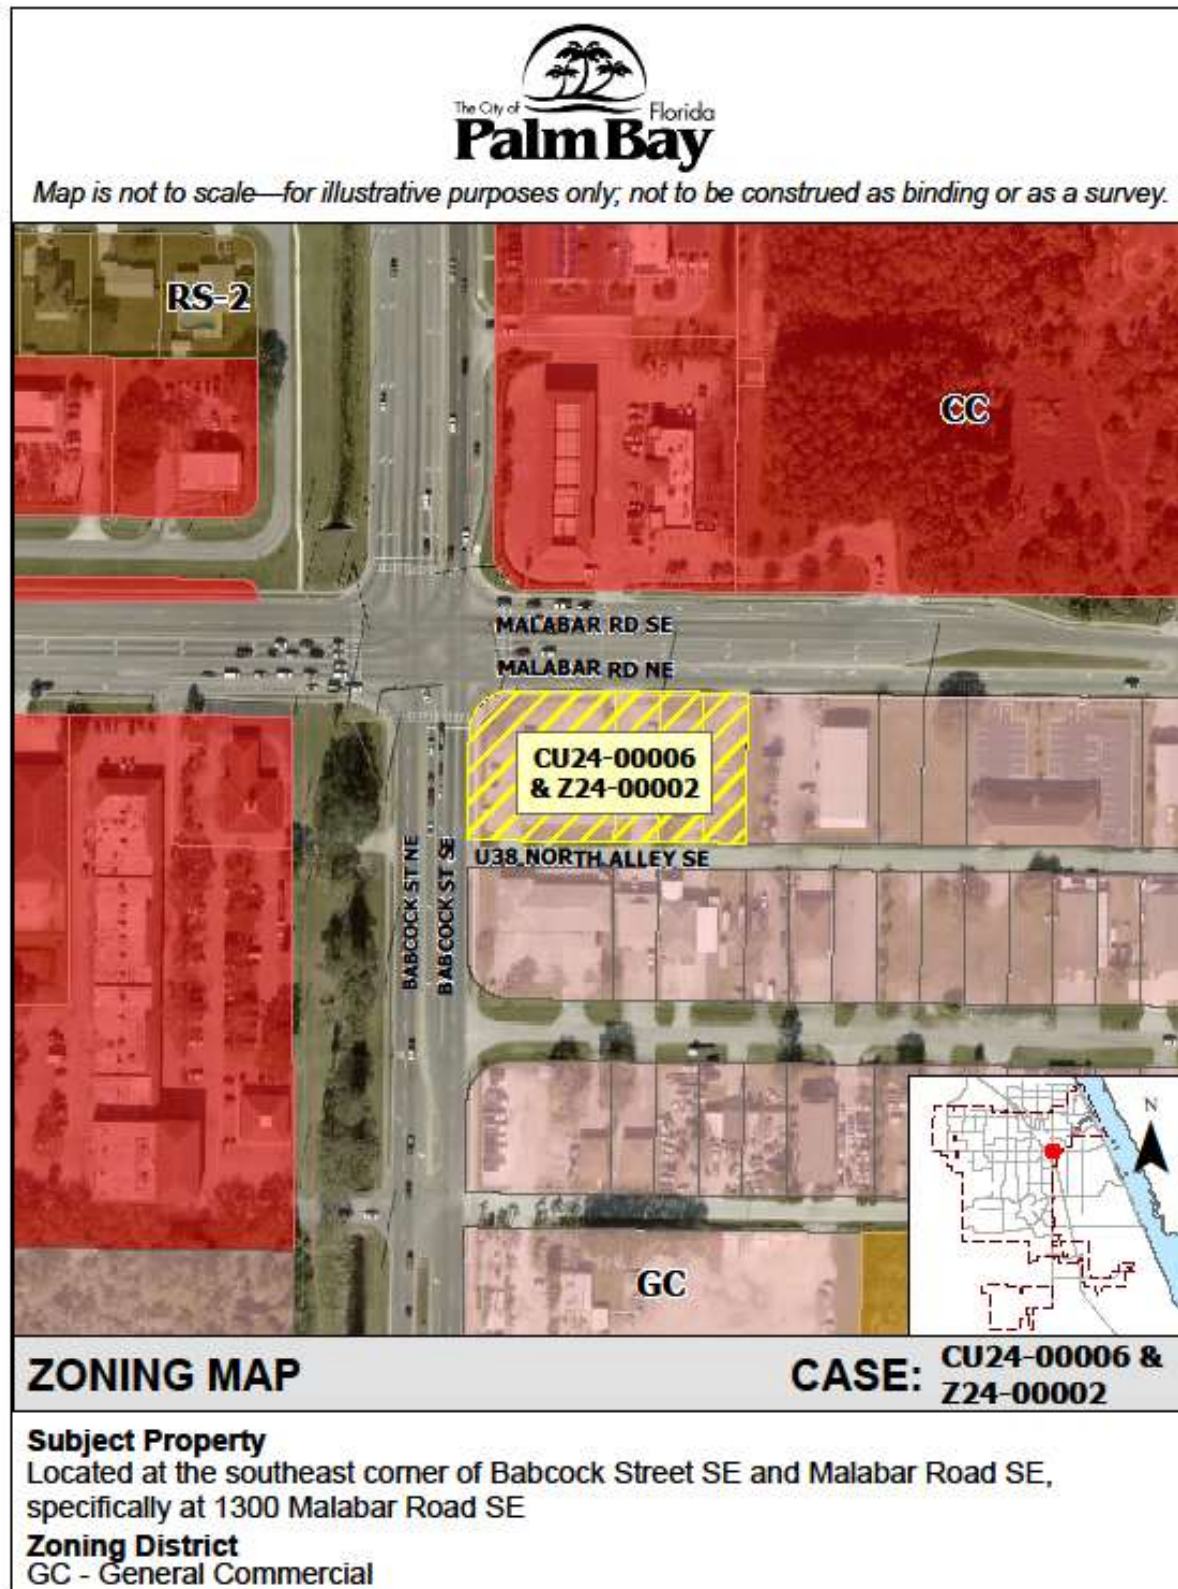 The City of Florida
Palm Bay
Map is not to scale—for illustrative purposes only; not to be construed as binding or as a survey.
RS-2
CC
MALABAR RD SE
MALABAR RD NE
CU24-00006
& Z24-00002
U38 NORTH ALLEY SE
BABCOCK ST NE
BABCOCK ST SE
N
GC
ZONING MAP
CASE: CU24-00006 &
Z24-00002
Subject Property
Located at the southeast corner of Babcock Street SE and Malabar Road SE,
specifically at 1300 Malabar Road SE
Zoning District
GC - General Commercial